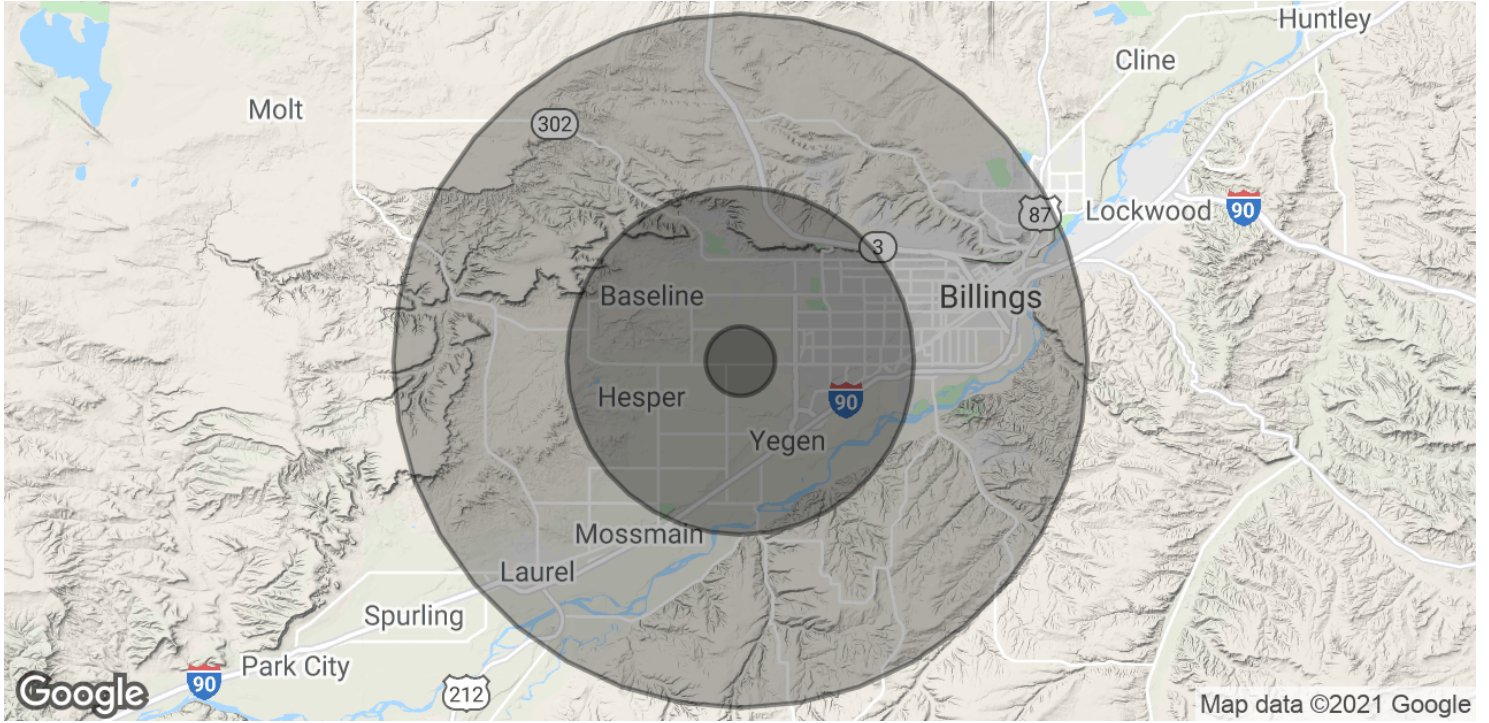 Huntley
Cline
Molt
302
87
Lockwood
90
3
Baseline
Billings
Hesper
90
Yegen
Mossmain
Laurel
Spurling
Park City
90
212
Google
Map data ©2021 Google